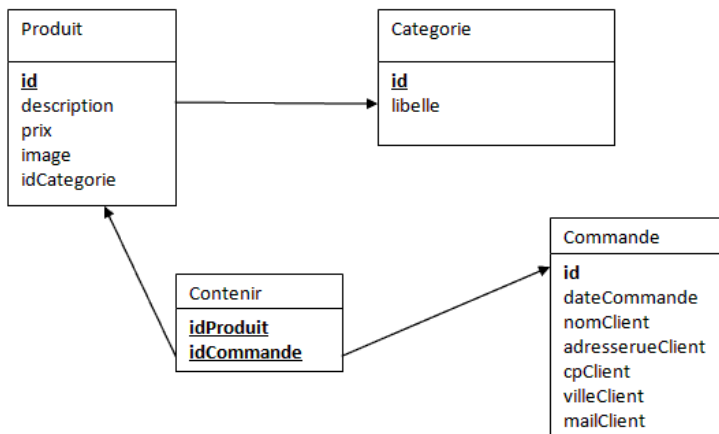 Produit
id
description
prix
image
idCategorie
Categorie
id
libelle
Contenir
idProduit
idCommande
Commande
id
dateCommande
nomClient
adresserueClient
cpClient
villeClient
mailClient